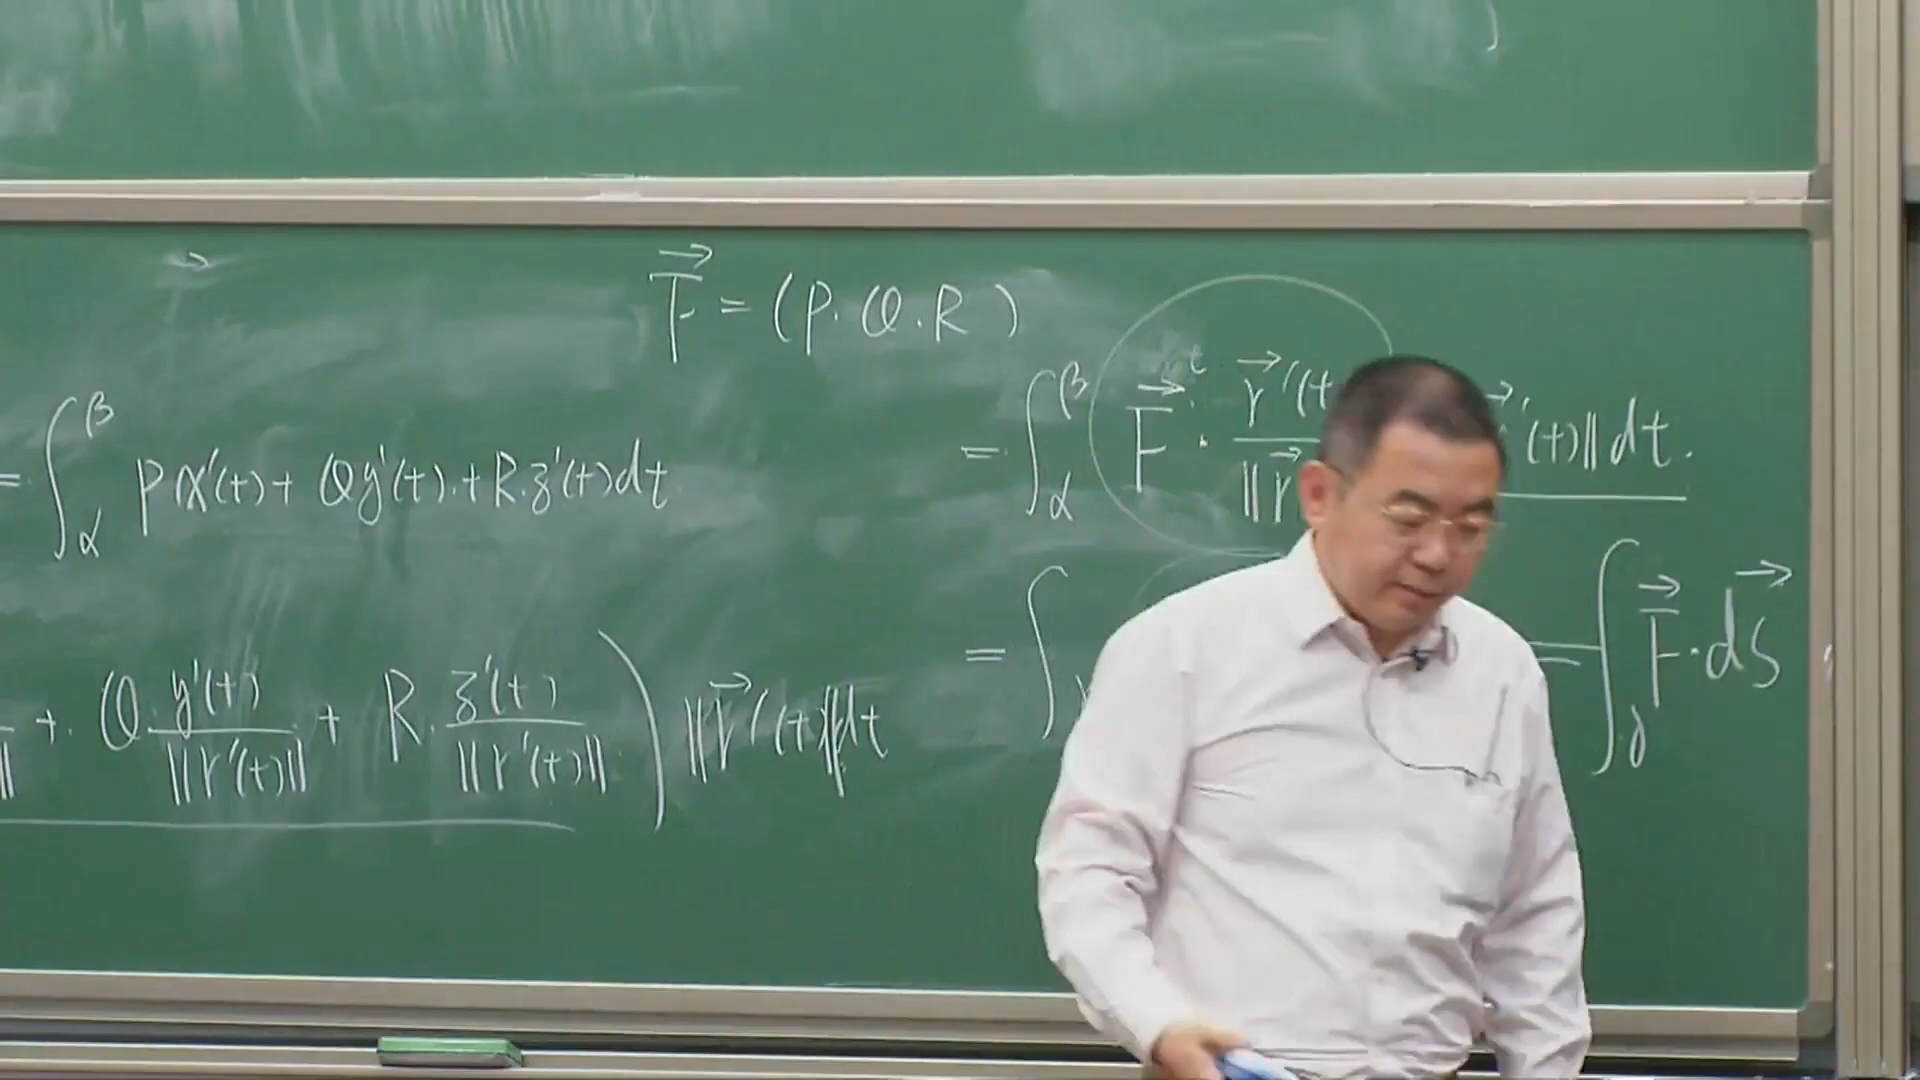 F⃗ = (P. Q. R)
= ∫_α^β P x'(t) + Q y'(t). + R. z'(t) dt
+. Q. y'(t)/||r'(t)|| + R. z'(t)/||r'(t)|| ) ||r⃗'(t)||dt
= ∫_α^β F⃗ · r⃗'(t
'(t)|| dt.
= ∫
= ∫_γ F⃗ · dS⃗